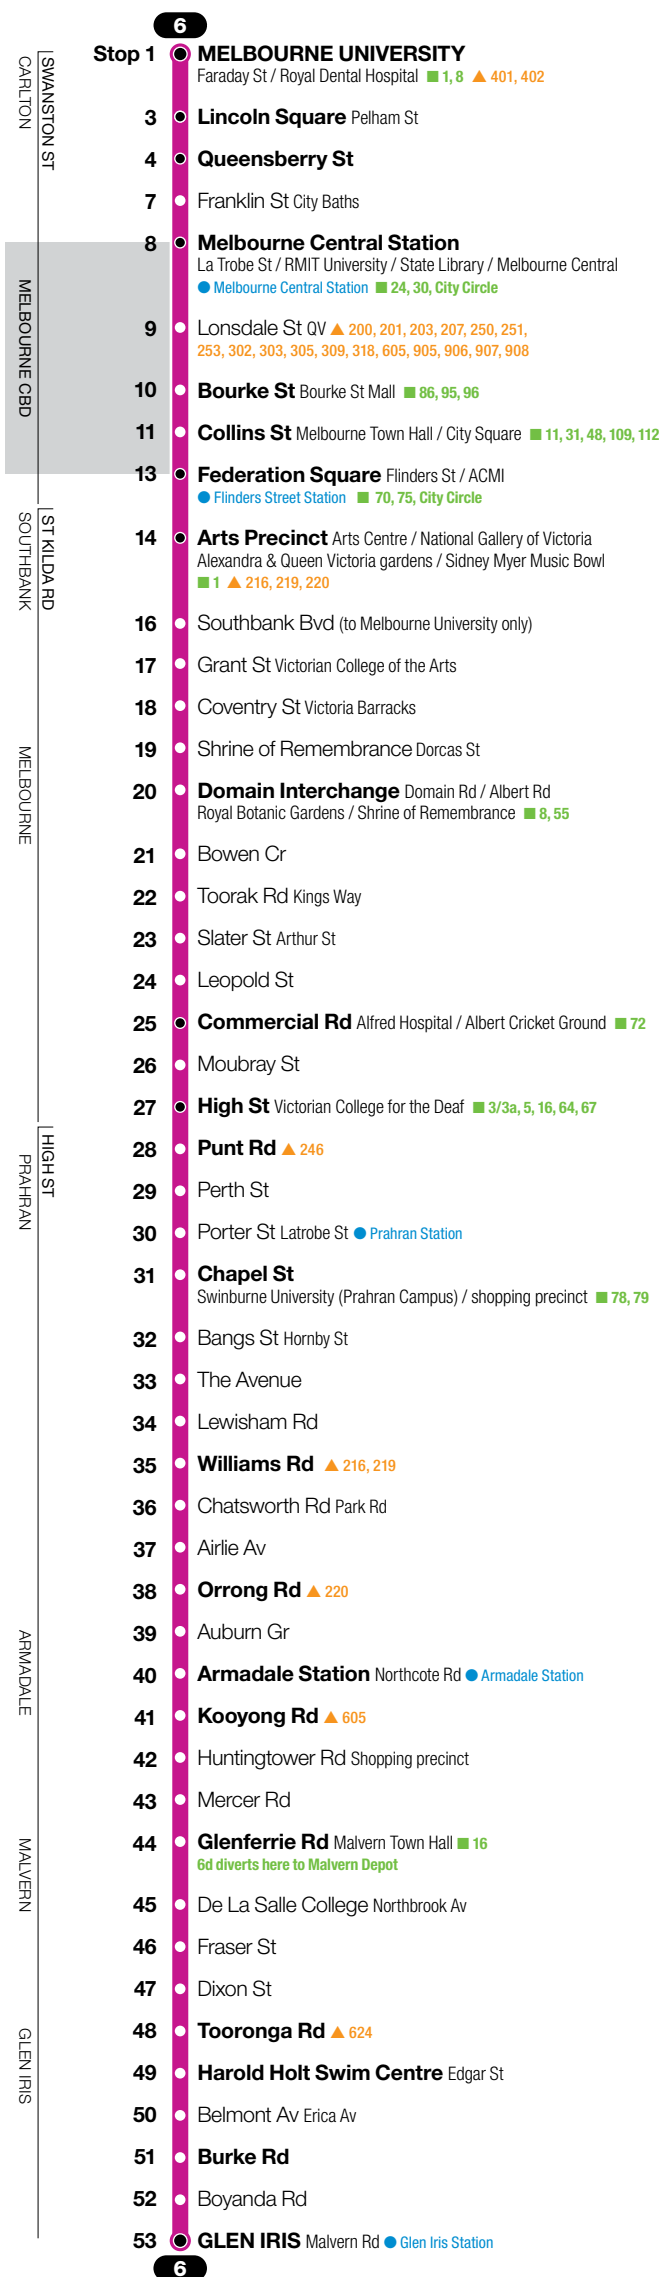 6
Stop 1 MELBOURNE UNIVERSITY
Faraday St / Royal Dental Hospital 1, 8 401, 402
SWANSTON ST
CARLTON
3 Lincoln Square Pelham St
4 Queensberry St
7 Franklin St City Baths
MELBOURNE CBD
8 Melbourne Central Station
La Trobe St / RMIT University / State Library / Melbourne Central
Melbourne Central Station 24, 30, City Circle
9 Lonsdale St QV 200, 201, 203, 207, 250, 251,
253, 302, 303, 305, 309, 318, 605, 905, 906, 907, 908
10 Bourke St Bourke St Mall 86, 95, 96
11 Collins St Melbourne Town Hall / City Square 11, 31, 48, 109, 112
13 Federation Square Flinders St / ACMI
Flinders Street Station 70, 75, City Circle
ST KILDA RD
SOUTHBANK
14 Arts Precinct Arts Centre / National Gallery of Victoria
Alexandra & Queen Victoria gardens / Sidney Myer Music Bowl
1 216, 219, 220
16 Southbank Bvd (to Melbourne University only)
17 Grant St Victorian College of the Arts
18 Coventry St Victoria Barracks
19 Shrine of Remembrance Dorcas St
MELBOURNE
20 Domain Interchange Domain Rd / Albert Rd
Royal Botanic Gardens / Shrine of Remembrance 8, 55
21 Bowen Cr
22 Toorak Rd Kings Way
23 Slater St Arthur St
24 Leopold St
25 Commercial Rd Alfred Hospital / Albert Cricket Ground 72
26 Moubray St
27 High St Victorian College for the Deaf 3/3a, 5, 16, 64, 67
HIGH ST
PRAHRAN
28 Punt Rd 246
29 Perth St
30 Porter St Latrobe St Prahran Station
31 Chapel St
Swinburne University (Prahran Campus) / shopping precinct 78, 79
32 Bangs St Hornby St
33 The Avenue
34 Lewisham Rd
35 Williams Rd 216, 219
36 Chatsworth Rd Park Rd
37 Airlie Av
38 Orrong Rd 220
39 Auburn Gr
ARMADALE
40 Armadale Station Northcote Rd Armadale Station
41 Kooyong Rd 605
42 Huntingtower Rd Shopping precinct
43 Mercer Rd
MALVERN
44 Glenferrie Rd Malvern Town Hall 16
6d diverts here to Malvern Depot
45 De La Salle College Northbrook Av
46 Fraser St
47 Dixon St
48 Tooronga Rd 624
GLEN IRIS
49 Harold Holt Swim Centre Edgar St
50 Belmont Av Erica Av
51 Burke Rd
52 Boyanda Rd
53 GLEN IRIS Malvern Rd Glen Iris Station
6